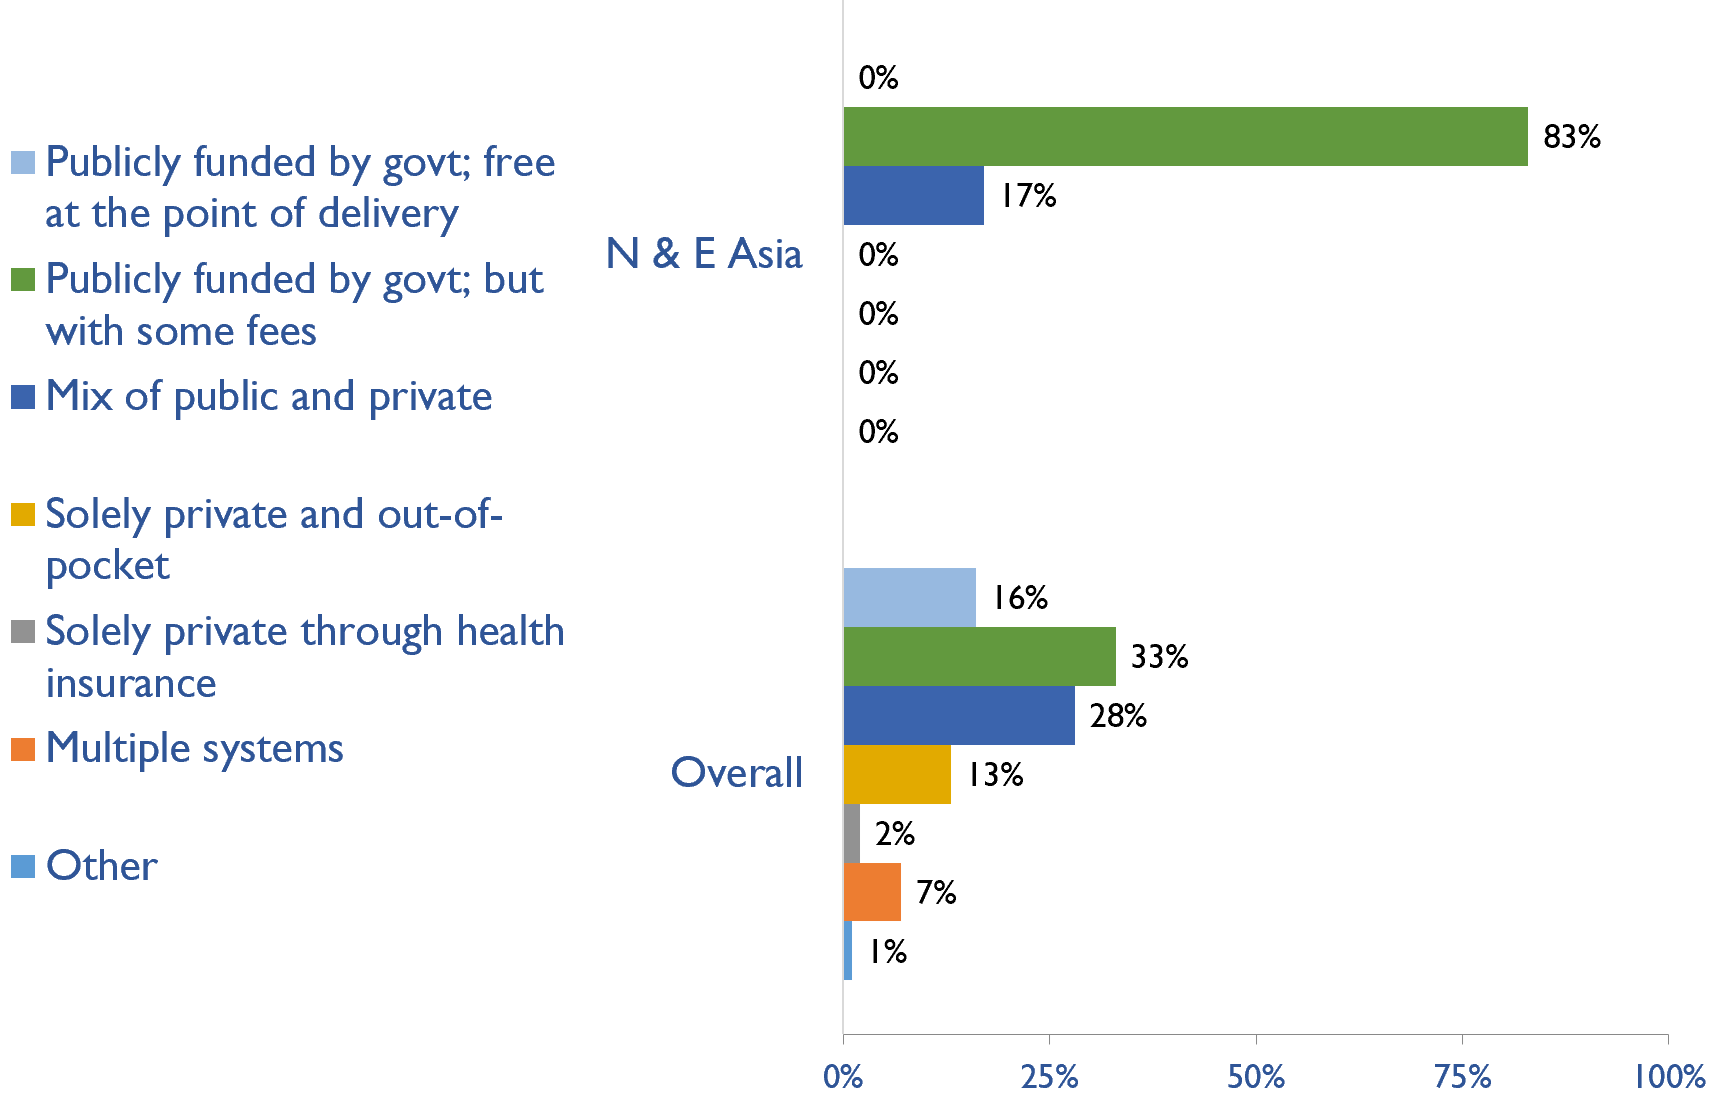 Publicly funded by govt; free
at the point of delivery
Publicly funded by govt; but
with some fees
Mix of public and private
Solely private and out-of-
pocket
Solely private through health
insurance
Multiple systems
Other
N & E Asia
0%
83%
17%
0%
0%
0%
0%
Overall
16%
33%
28%
13%
2%
7%
1%
0% 25% 50% 75% 100%